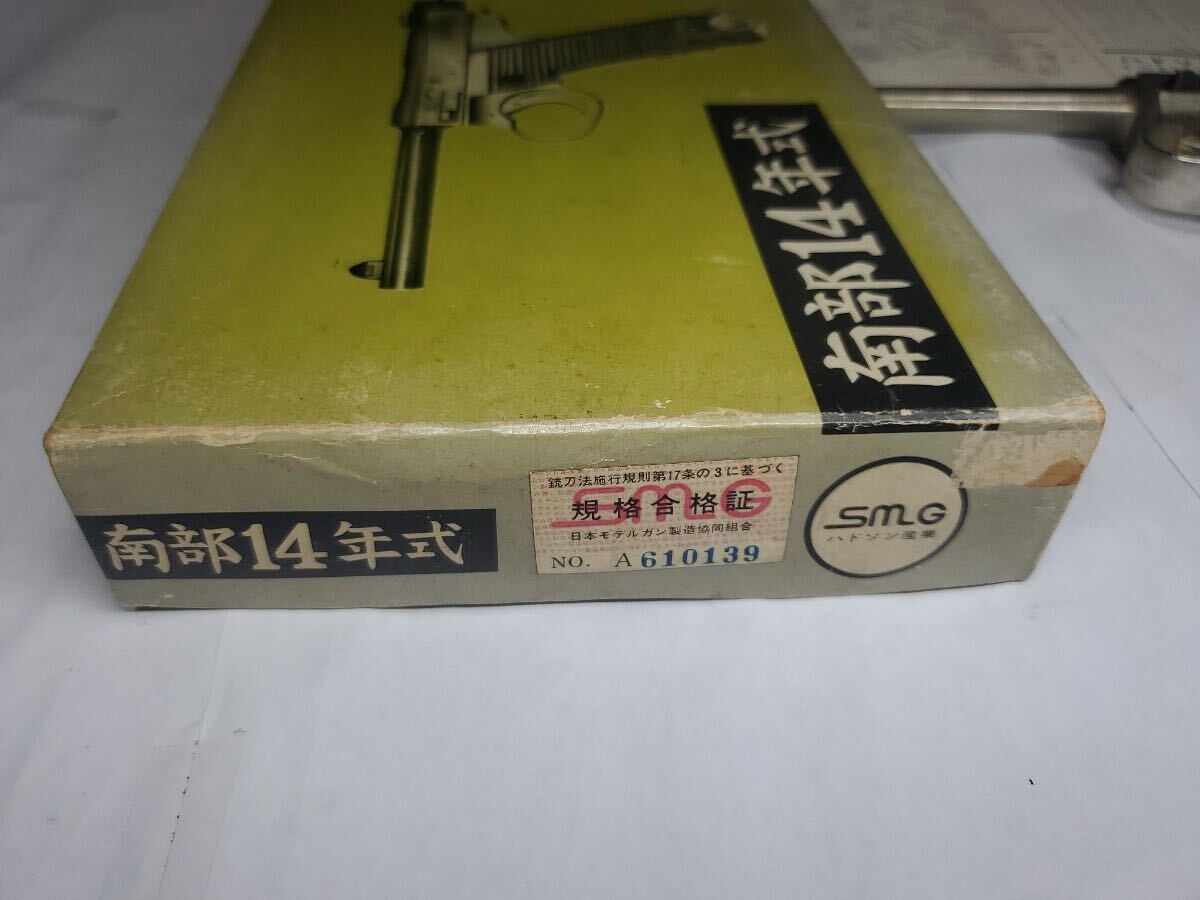 南部14年式
南部14年式
銃刀法施行規則第17条の3に基づく
SMG
規格合格証
日本モデルガン製造協同組合
NO. A610139
SMG
ハドソン産業